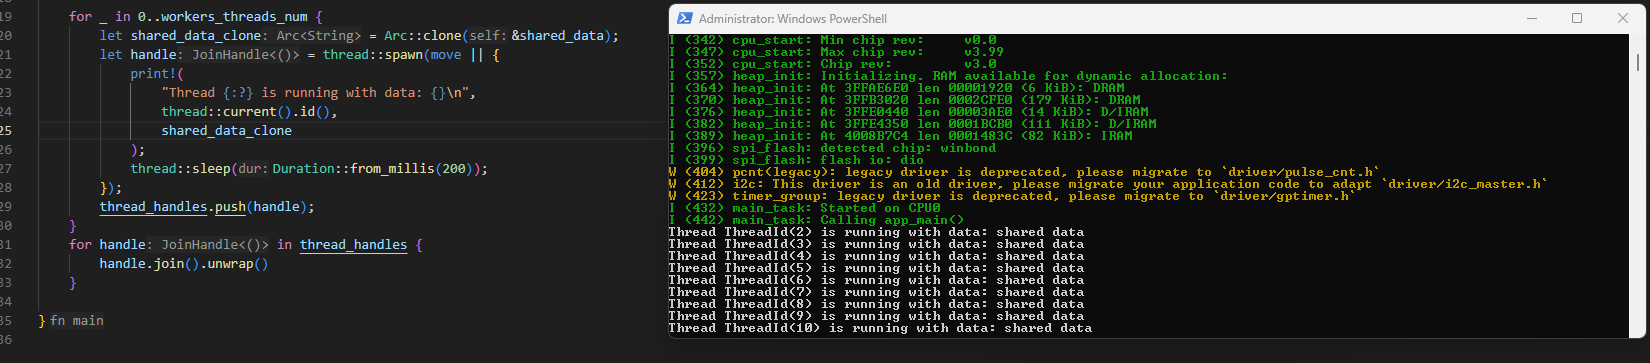 19 for _ in 0..workers_threads_num {
20 let shared_data_clone: Arc<String> = Arc::clone(self: &shared_data);
21 let handle: JoinHandle<()> = thread::spawn(move || {
22 print!(
23 "Thread {:?} is running with data: {}\n",
24 thread::current().id(),
25 shared_data_clone
26 );
27 thread::sleep(dur: Duration::from_millis(200));
28 });
29 thread_handles.push(handle);
30 }
31 for handle: JoinHandle<()> in thread_handles {
32 handle.join().unwrap()
33 }
34
35 } fn main
36
Administrator: Windows PowerShell
I (342) cpu_start: Min chip rev: v0.0
I (347) cpu_start: Max chip rev: v3.99
I (352) cpu_start: Chip rev: v3.0
I (357) heap_init: Initializing. RAM available for dynamic allocation:
I (364) heap_init: At 3FFAE6E0 len 00001920 (6 KiB): DRAM
I (370) heap_init: At 3FFB3020 len 0002CFE0 (179 KiB): DRAM
I (376) heap_init: At 3FFE0440 len 00003AE0 (14 KiB): D/IRAM
I (382) heap_init: At 3FFE4350 len 0001BCB0 (111 KiB): D/IRAM
I (389) heap_init: At 4008B7C4 len 0001483C (82 KiB): IRAM
I (396) spi_flash: detected chip: winbond
I (399) spi_flash: flash io: dio
W (404) pcnt(legacy): legacy driver is deprecated, please migrate to `driver/pulse_cnt.h`
W (412) i2c: This driver is an old driver, please migrate your application code to adapt `driver/i2c_master.h`
W (423) timer_group: legacy driver is deprecated, please migrate to `driver/gptimer.h`
I (432) main_task: Started on CPU0
I (442) main_task: Calling app_main()
Thread ThreadId(2) is running with data: shared data
Thread ThreadId(3) is running with data: shared data
Thread ThreadId(4) is running with data: shared data
Thread ThreadId(5) is running with data: shared data
Thread ThreadId(6) is running with data: shared data
Thread ThreadId(7) is running with data: shared data
Thread ThreadId(8) is running with data: shared data
Thread ThreadId(9) is running with data: shared data
Thread ThreadId(10) is running with data: shared data